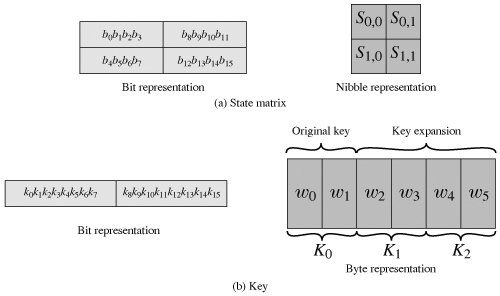 b0b1b2b3 b8b9b10b11
b4b5b6b7 b12b13b14b15
Bit representation
S0,0 S0,1
S1,0 S1,1
Nibble representation
(a) State matrix
Original key Key expansion
k0k1k2k3k4k5k6k7 k8k9k10k11k12k13k14k15
Bit representation
w0 w1 w2 w3 w4 w5
K0 K1 K2
Byte representation
(b) Key